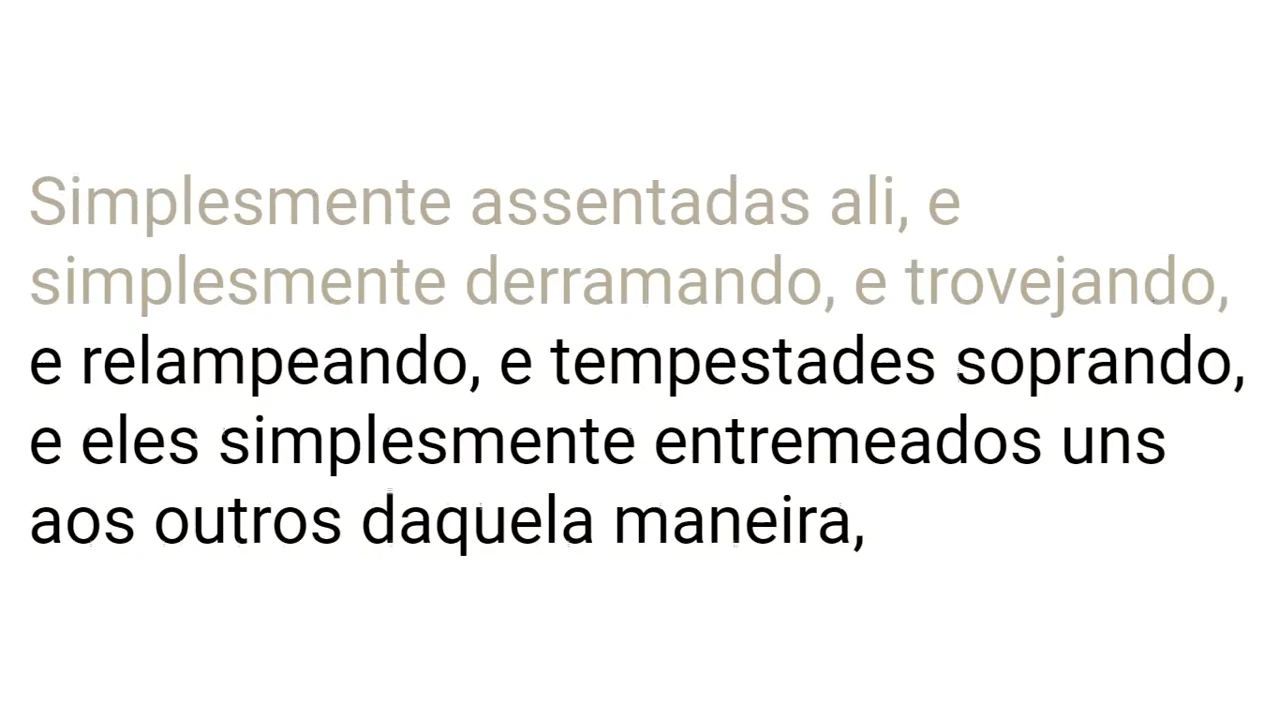 Simplesmente assentadas ali, e
simplesmente derramando, e trovejando,
e relampeando, e tempestades soprando,
e eles simplesmente entremeados uns
aos outros daquela maneira,